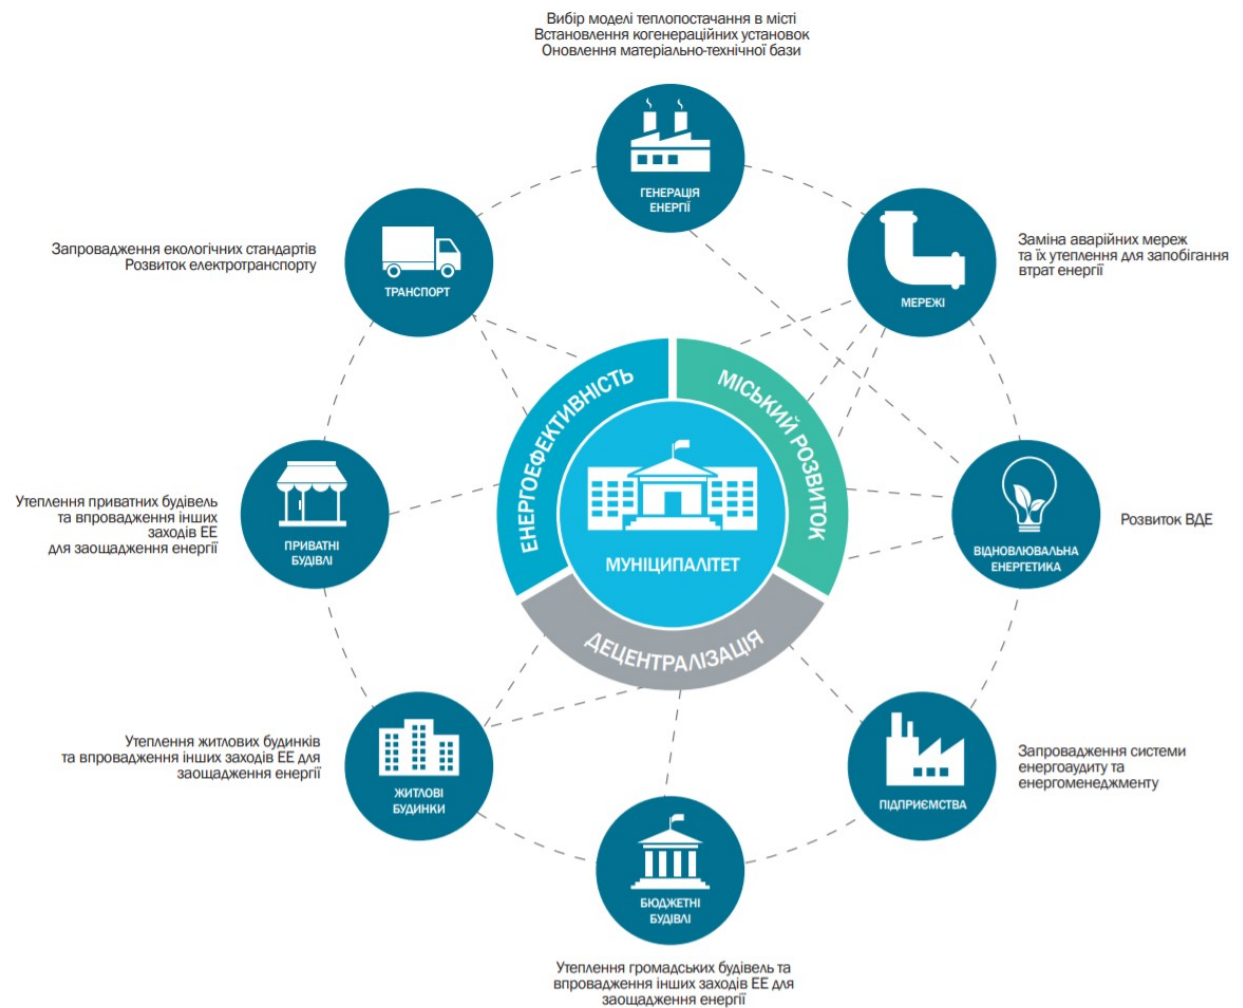 Вибір моделі теплопостачання в місті
Встановлення когенераційних установок
Оновлення матеріально-технічної бази
ГЕНЕРАЦІЯ
ЕНЕРГІЇ
Запровадження екологічних стандартів
Розвиток електротранспорту
ТРАНСПОРТ
МЕРЕЖІ
Заміна аварійних мереж
та їх утеплення для запобігання
втрат енергії
ЕНЕРГОЕФЕКТИВНІСТЬ
МІСЬКИЙ РОЗВИТОК
ДЕЦЕНТРАЛІЗАЦІЯ
МУНІЦИПАЛІТЕТ
Утеплення приватних будівель
та впровадження інших
заходів ЕЕ
для заощадження енергії
ПРИВАТНІ
БУДІВЛІ
ВІДНОВЛЮВАЛЬНА
ЕНЕРГЕТИКА
Розвиток ВДЕ
Утеплення житлових будинків
та впровадження інших заходів ЕЕ для
заощадження енергії
ЖИТЛОВІ
БУДИНКИ
ПІДПРИЄМСТВА
Запровадження системи
енергоаудиту та
енергоменеджменту
БЮДЖЕТНІ
БУДІВЛІ
Утеплення громадських будівель та
впровадження інших заходів ЕЕ для
заощадження енергії